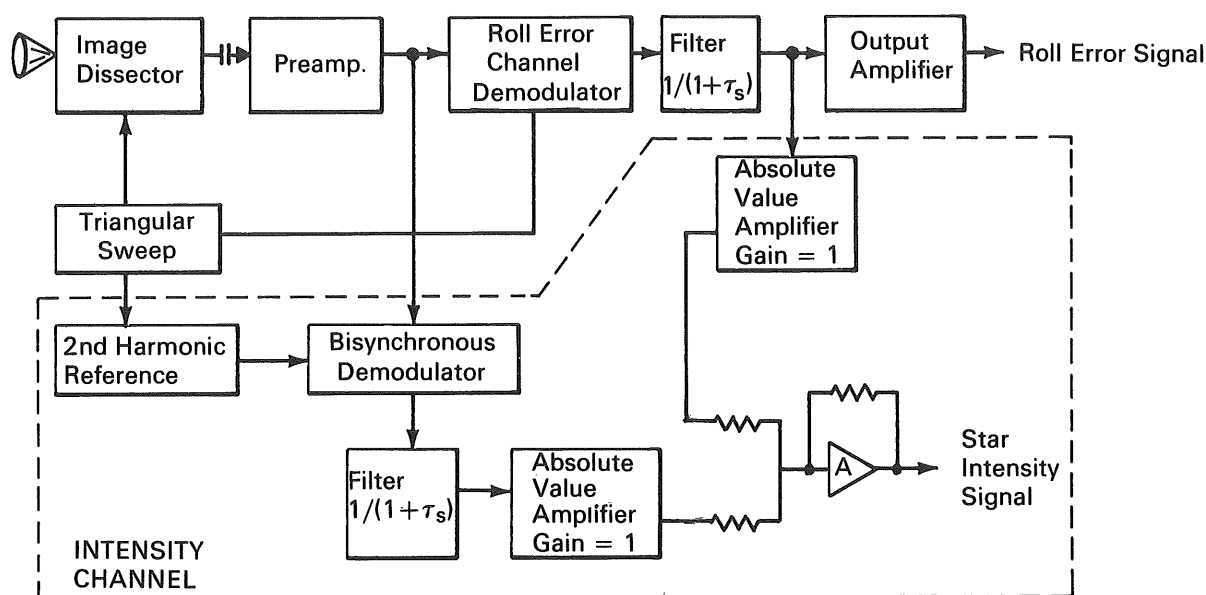 Image
Dissector
Preamp.
Roll Error
Channel
Demodulator
Filter
1/(1+τs)
Output
Amplifier
Roll Error Signal
Absolute
Value
Amplifier
Gain = 1
Triangular
Sweep
2nd Harmonic
Reference
Bisynchronous
Demodulator
Filter
1/(1+τs)
Absolute
Value
Amplifier
Gain = 1
A
Star
Intensity
Signal
INTENSITY
CHANNEL